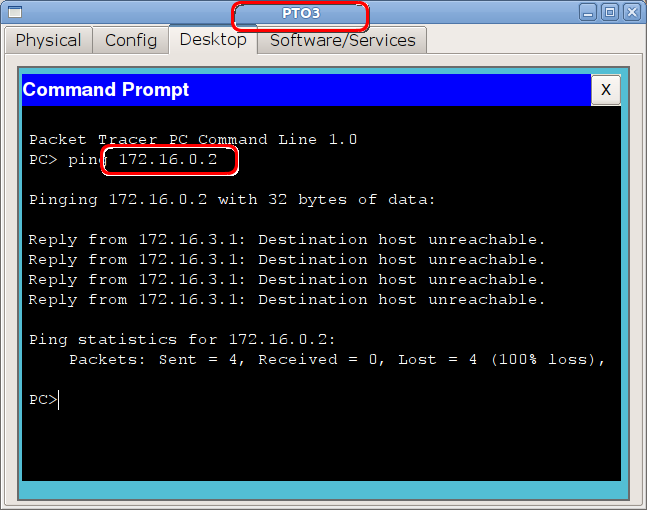 PTO3
Physical Config Desktop Software/Services
Command Prompt X
Packet Tracer PC Command Line 1.0
PC> ping 172.16.0.2
Pinging 172.16.0.2 with 32 bytes of data:
Reply from 172.16.3.1: Destination host unreachable.
Reply from 172.16.3.1: Destination host unreachable.
Reply from 172.16.3.1: Destination host unreachable.
Reply from 172.16.3.1: Destination host unreachable.
Ping statistics for 172.16.0.2:
Packets: Sent = 4, Received = 0, Lost = 4 (100% loss),
PC>